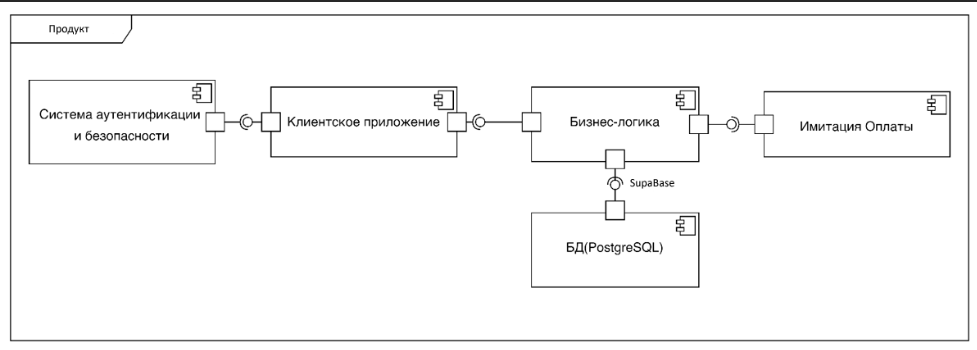 Продукт
Система аутентификации
и безопасности
Клиентское приложение
Бизнес-логика
Имитация Оплаты
SupaBase
БД(PostgreSQL)